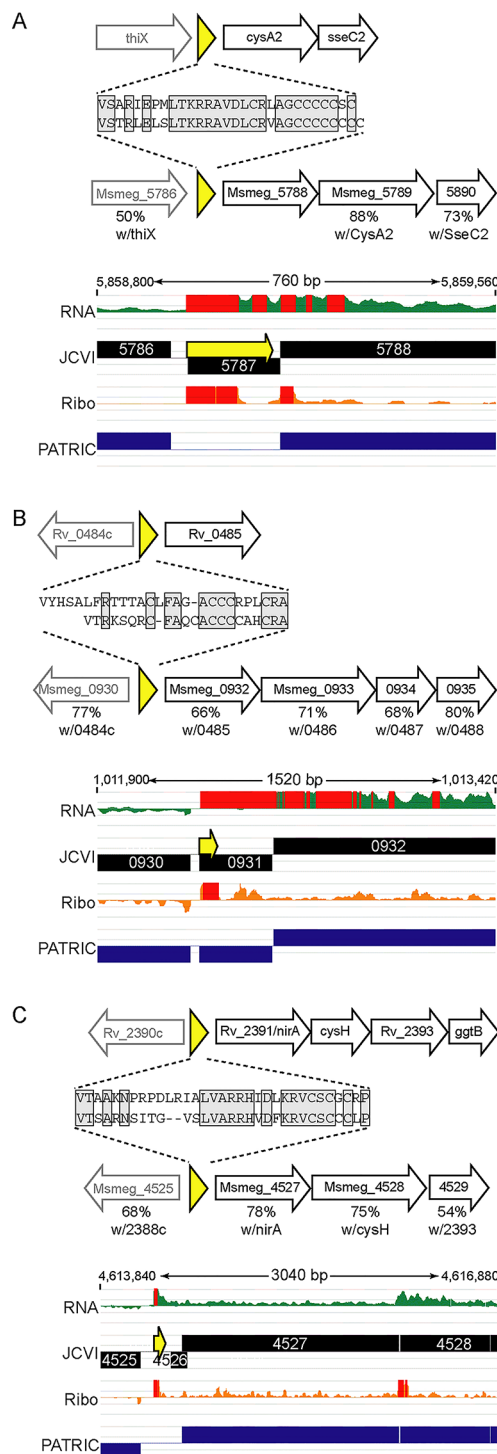 A
thiX cysA2 sseC2
VSARIEPMLTKRRAVDLCRLAGCCCCCSC
VSTRLELSLTKRRAVDLCRVAGCCCCCCCC
Msmeg_5786 Msmeg_5788 Msmeg_5789 5890
50% 88% 73%
w/thiX w/CysA2 w/SseC2
5,858,800 760 bp 5,859,560
RNA
JCVI 5786 5788
5787
Ribo
PATRIC
B
Rv_0484c Rv_0485
VYHSALFRTTTACLFAG-ACCCRPLCRA
VTRKSQRC-FAQCACCCCAHCRA
Msmeg_0930 Msmeg_0932 Msmeg_0933 0934 0935
77% 66% 71% 68% 80%
w/0484c w/0485 w/0486 w/0487 w/0488
1,011,900 1520 bp 1,013,420
RNA
JCVI 0932
0930 0931
Ribo
PATRIC
C
Rv_2390c Rv_2391/nirA cysH Rv_2393 ggtB
VTAAKNPRPDLRIALVARRHIDLKRVCSCGCRP
VTSARNSITG--VSLVARRHVDFKRVCSCCCLP
Msmeg_4525 Msmeg_4527 Msmeg_4528 4529
68% 78% 75% 54%
w/2388c w/nirA w/cysH w/2393
4,613,840 3040 bp 4,616,880
RNA
JCVI 4527 4528
4525 4526
Ribo
PATRIC